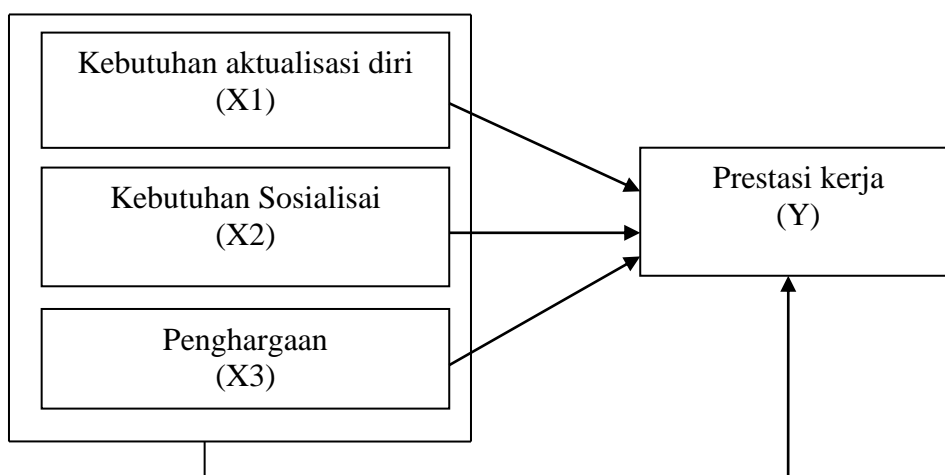 Kebutuhan aktualisasi diri
(X1)
Kebutuhan Sosialisai
(X2)
Penghargaan
(X3)
Prestasi kerja
(Y)